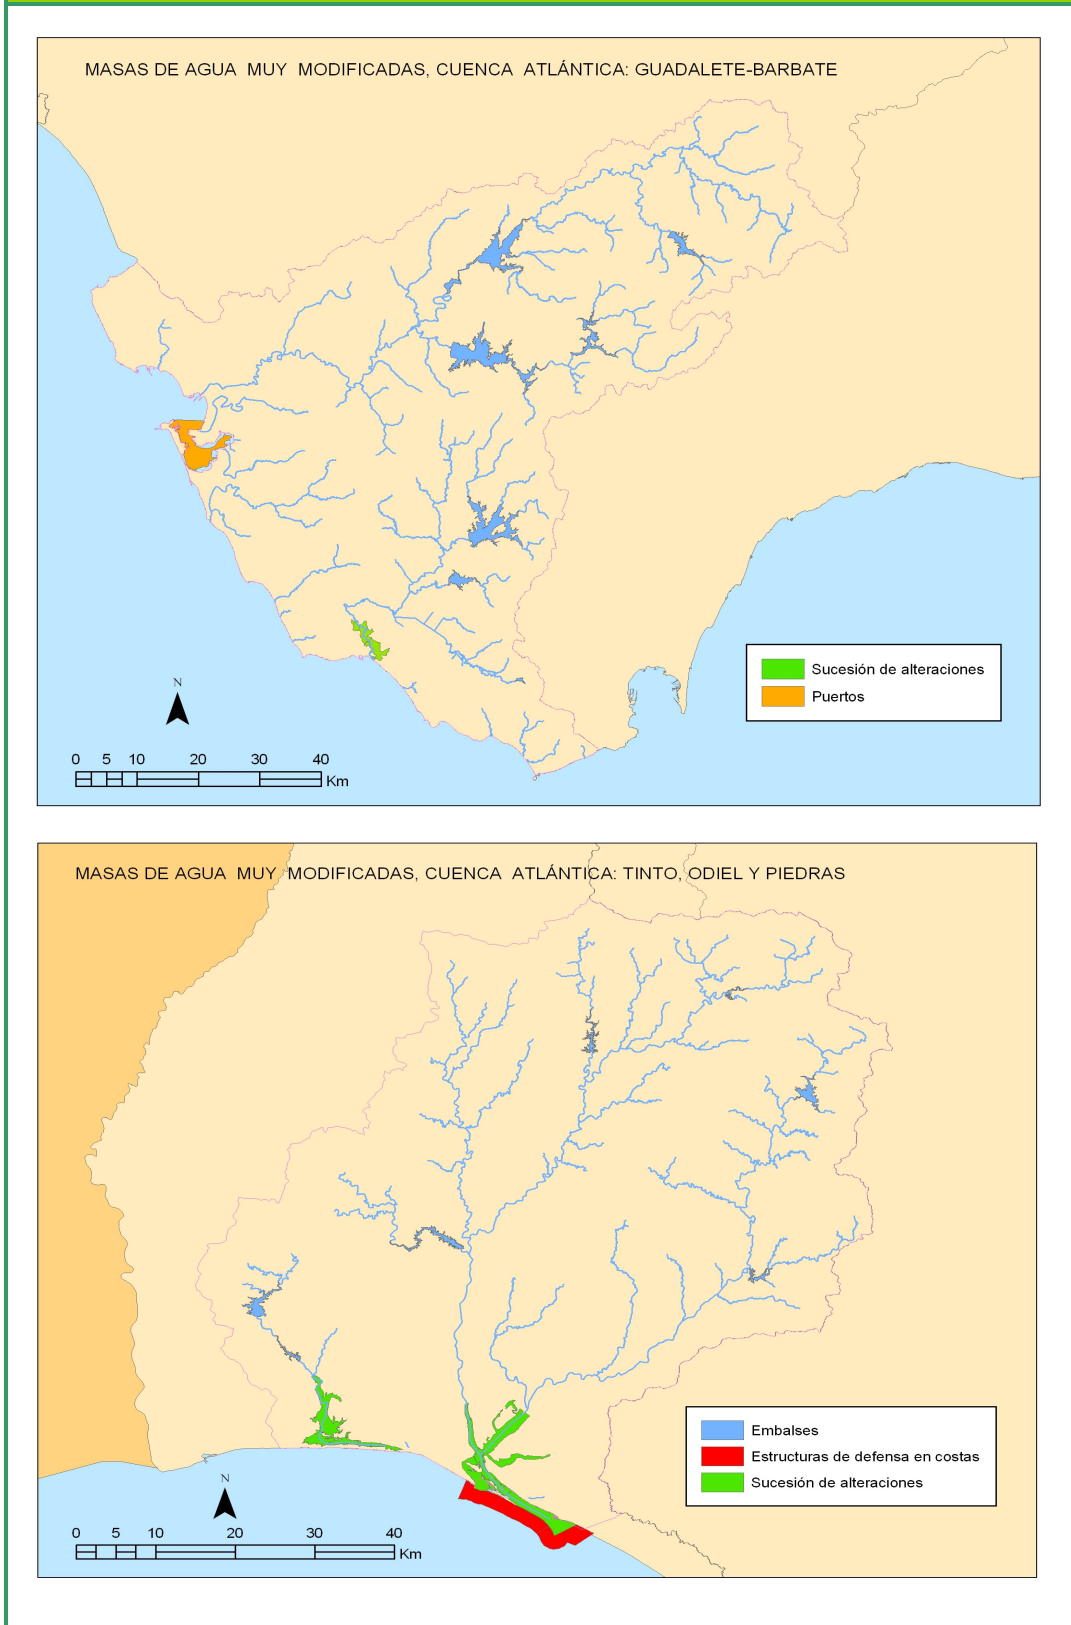 MASAS DE AGUA MUY MODIFICADAS, CUENCA ATLÁNTICA: GUADALETE-BARBATE
Sucesión de alteraciones
Puertos
N
0 5 10 20 30 40
Km
MASAS DE AGUA MUY MODIFICADAS, CUENCA ATLÁNTICA: TINTO, ODIEL Y PIEDRAS
Embalses
Estructuras de defensa en costas
Sucesión de alteraciones
N
0 5 10 20 30 40
Km